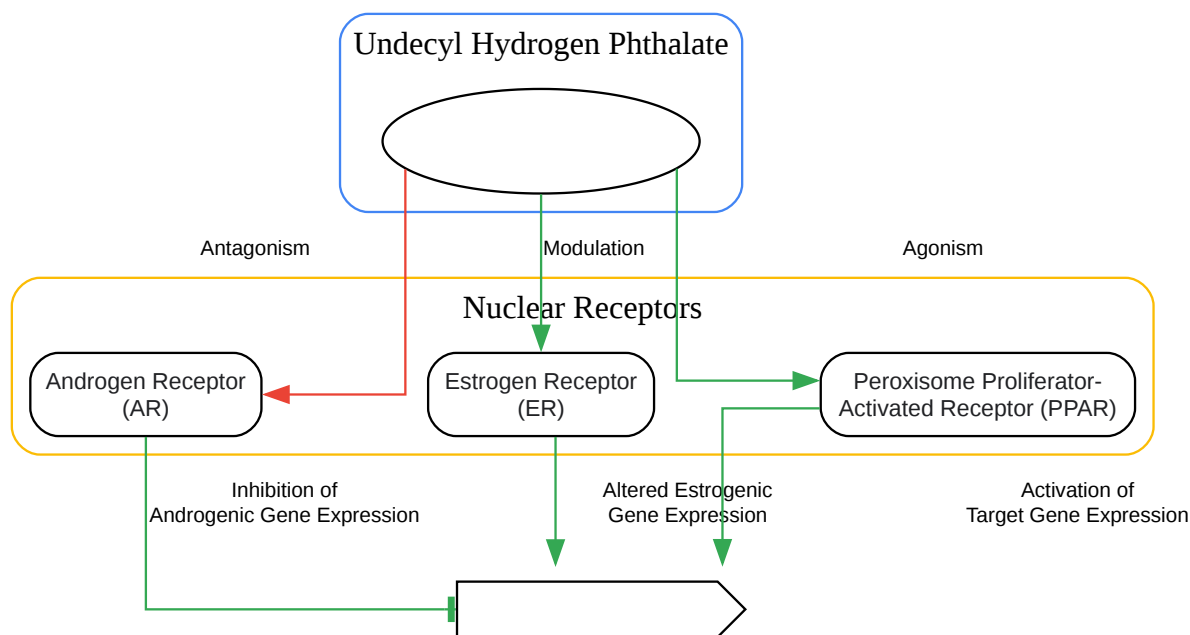 Undecyl Hydrogen Phthalate
Antagonism
Modulation
Agonism
Nuclear Receptors
Androgen Receptor
(AR)
Estrogen Receptor
(ER)
Peroxisome Proliferator-
Activated Receptor (PPAR)
Inhibition of
Androgenic Gene Expression
Altered Estrogenic
Gene Expression
Activation of
Target Gene Expression